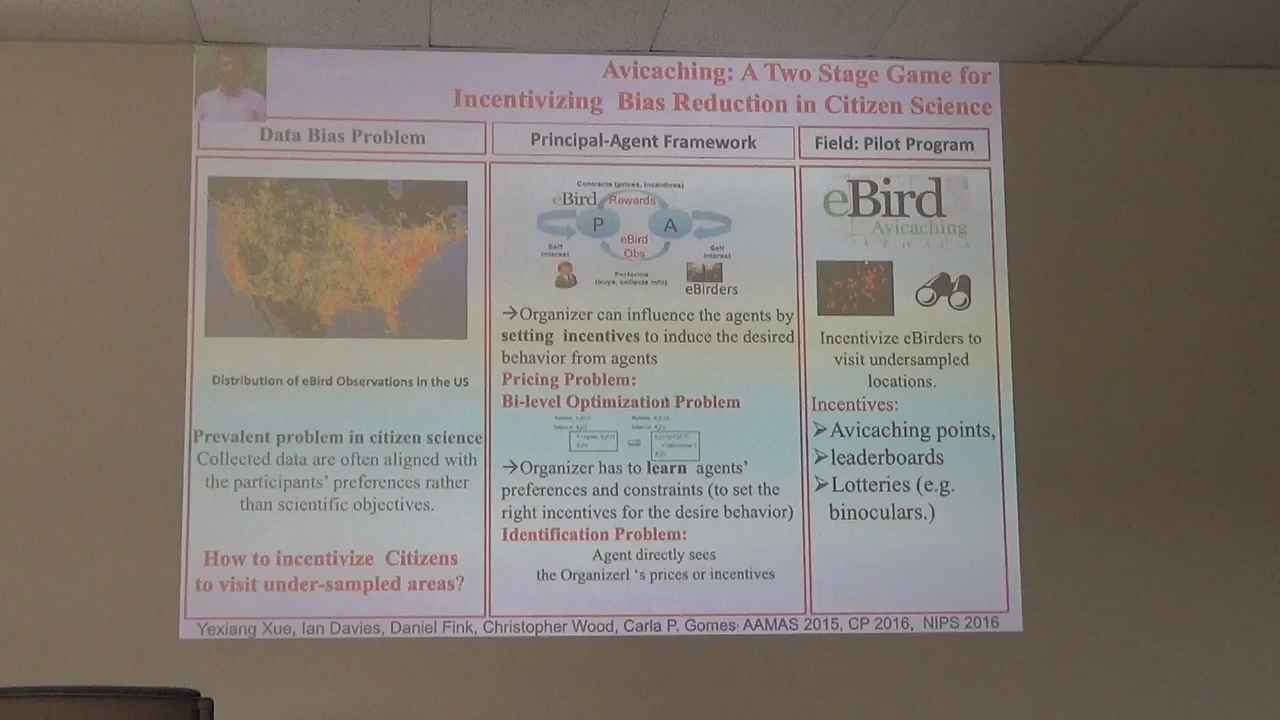 Avicaching: A Two Stage Game for
Incentivizing Bias Reduction in Citizen Science
Data Bias Problem
Distribution of eBird Observations in the US
Prevalent problem in citizen science
Collected data are often aligned with
the participants' preferences rather
than scientific objectives.
How to incentivize Citizens
to visit under-sampled areas?
Principal-Agent Framework
Contracts (prices, incentives)
eBird
Rewards
P
A
eBird
Obs
Self
Interest
Self
Interest
Performs
(buys, collects info)
eBirders
→Organizer can influence the agents by
setting incentives to induce the desired
behavior from agents
Pricing Problem:
Bi-level Optimization Problem
→Organizer has to learn agents'
preferences and constraints (to set the
right incentives for the desire behavior)
Identification Problem:
Agent directly sees
the Organizerl 's prices or incentives
Field: Pilot Program
eBird
Avicaching
Incentivize eBirders to
visit undersampled
locations.
Incentives:
➢Avicaching points,
➢leaderboards
➢Lotteries (e.g.
binoculars.)
Yexiang Xue, Ian Davies, Daniel Fink, Christopher Wood, Carla P. Gomes. AAMAS 2015, CP 2016, NIPS 2016